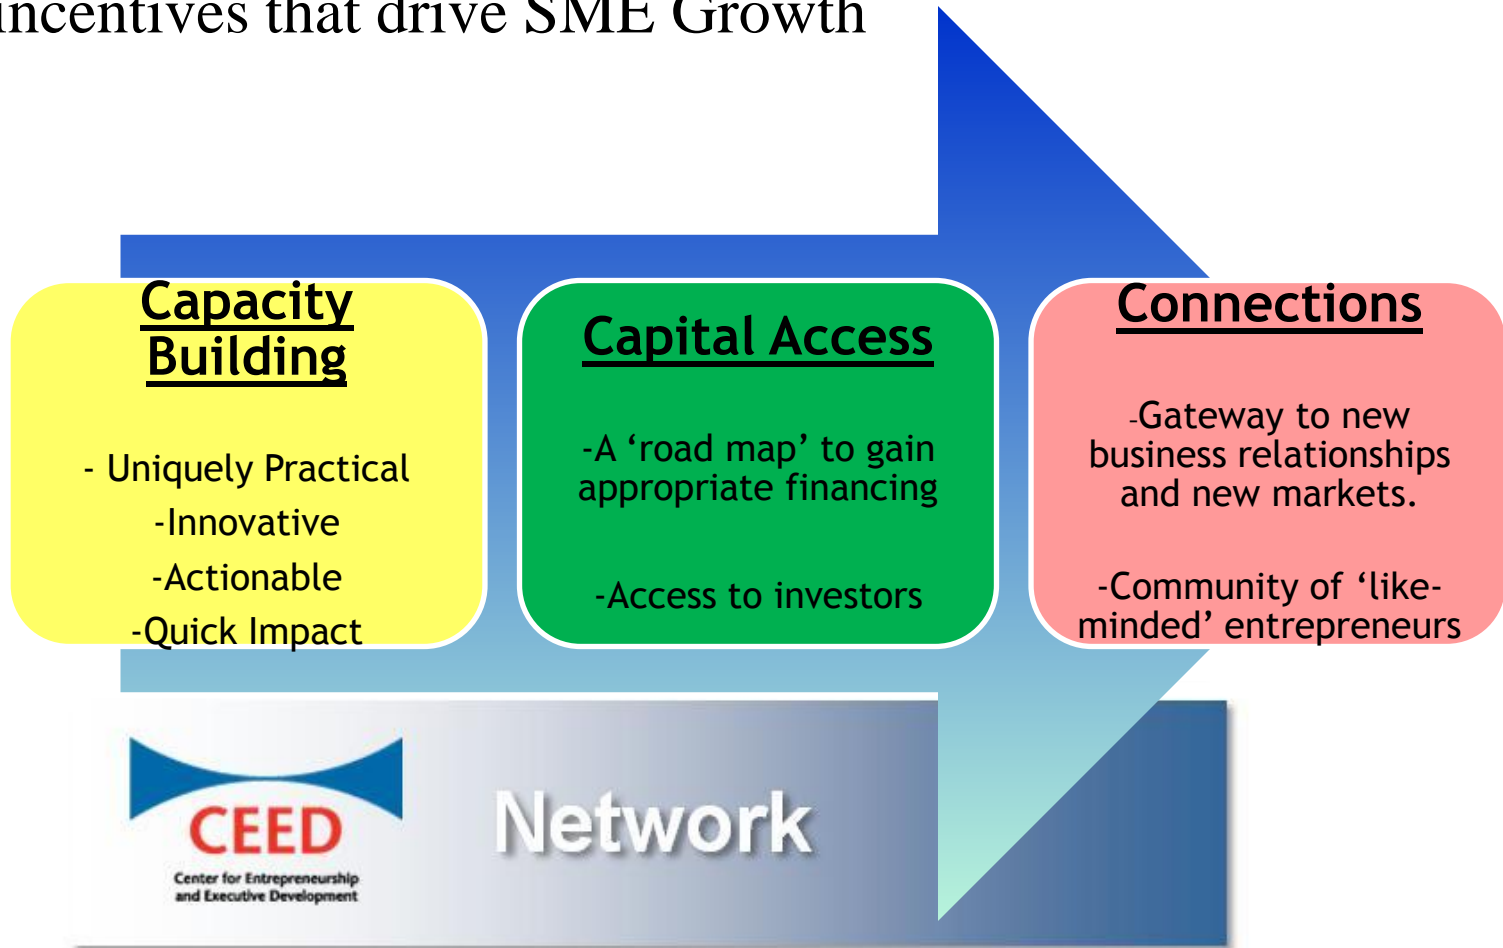 incentives that drive SME Growth
Capacity
Building
- Uniquely Practical
-Innovative
-Actionable
-Quick Impact
Capital Access
-A ‘road map’ to gain
appropriate financing
-Access to investors
Connections
-Gateway to new
business relationships
and new markets.
-Community of ‘like-
minded’ entrepreneurs
CEED
Center for Entrepreneurship
and Executive Development
Network